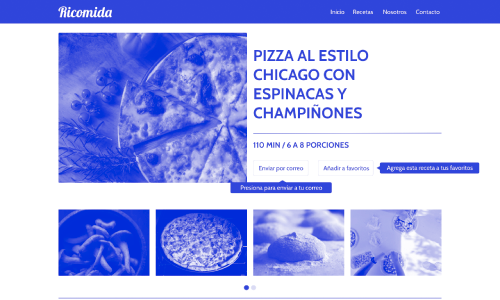 Ricomida
Inicio Recetas Nosotros Contacto
PIZZA AL ESTILO
CHICAGO CON
ESPINACAS Y
CHAMPIÑONES
110 MIN / 6 A 8 PORCIONES
Enviar por correo Añadir a favoritos Agrega esta receta a tus favoritos
Presiona para enviar a tu correo